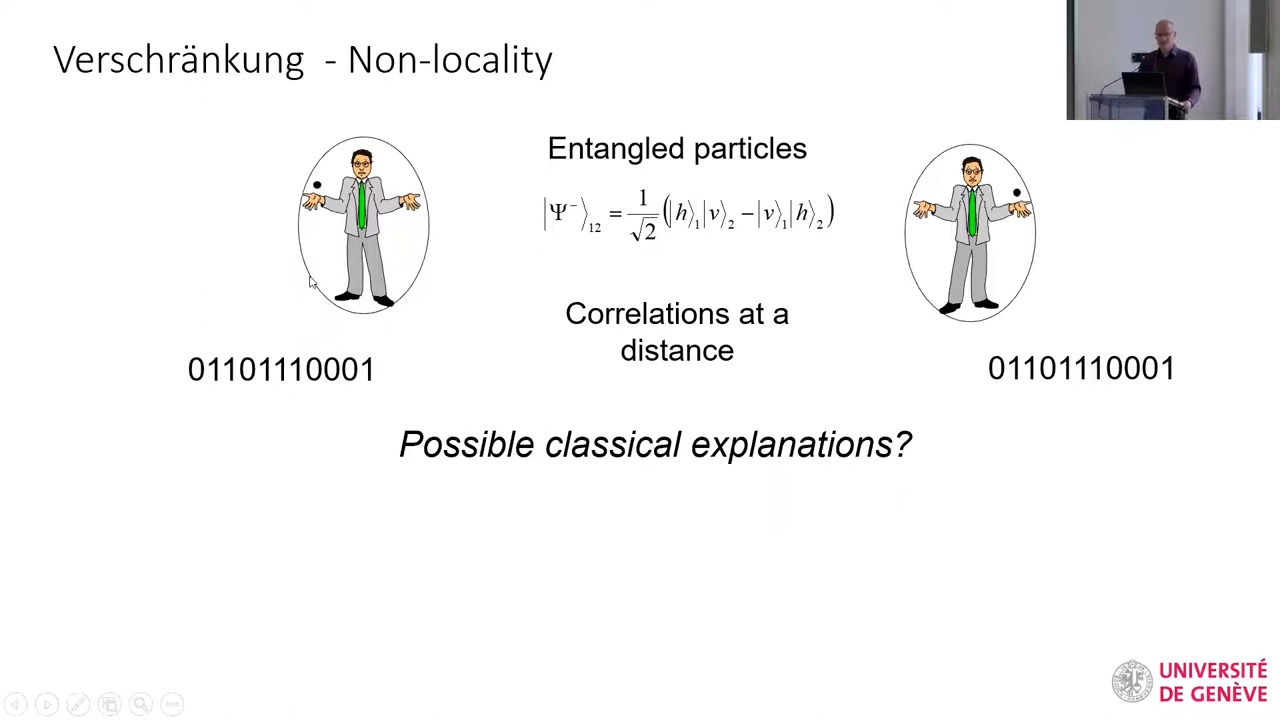 Verschränkung - Non-locality
Entangled particles
|Ψ⁻⟩₁₂ = 1/√2 (|h⟩₁|v⟩₂ − |v⟩₁|h⟩₂)
Correlations at a
distance
01101110001
01101110001
Possible classical explanations?
UNIVERSITÉ
DE GENÈVE